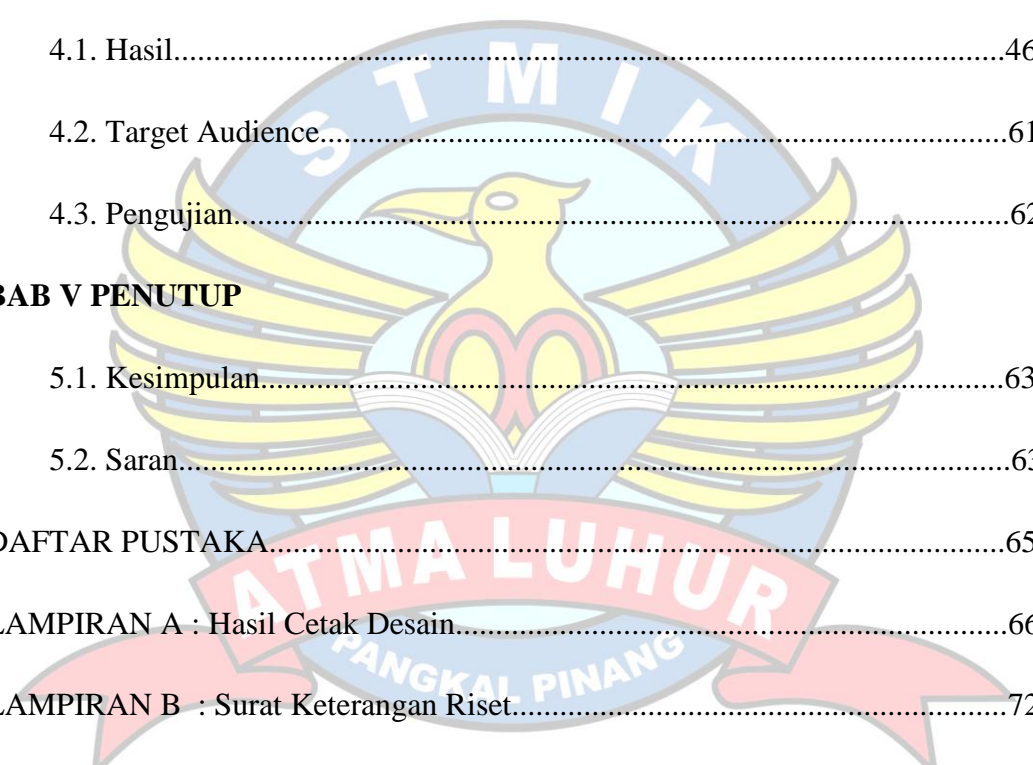 4.1. Hasil...........................................................................................................46
4.2. Target Audience........................................................................................61
4.3. Pengujian....................................................................................................62
BAB V PENUTUP
5.1. Kesimpulan................................................................................................63
5.2. Saran...........................................................................................................63
DAFTAR PUSTAKA...............................................................................................65
LAMPIRAN A : Hasil Cetak Desain.......................................................................66
LAMPIRAN B  : Surat Keterangan Riset................................................................72
STMIK
ATMA LUHUR
PANGKAL PINANG